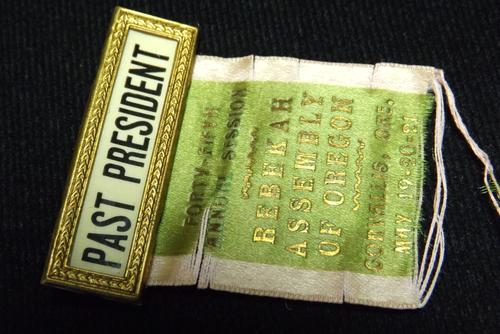 PAST PRESIDENT
FORTY-FIFTH
ANNUAL SESSION
REBEKAH
ASSEMBLY
OF OREGON
CORVALLIS, ORE.
MAY 19-20-21